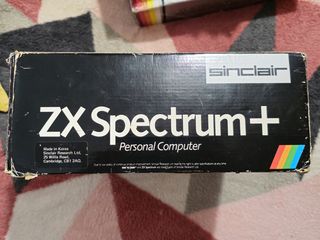 sinclair
ZX Spectrum+
Personal Computer
Made in Korea
Sinclair Research Ltd,
25 Willis Road,
Cambridge, CB1 2AQ.